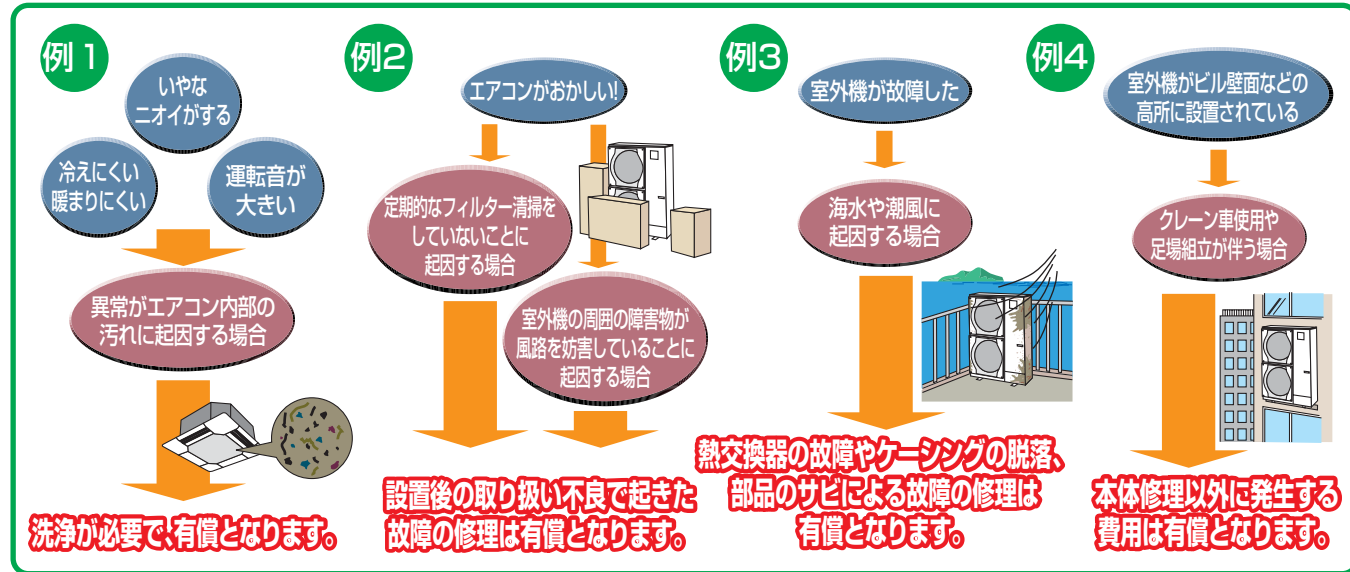 例1
いやな
ニオイがする
冷えにくい
暖まりにくい
運転音が
大きい
異常がエアコン内部の
汚れに起因する場合
洗浄が必要で、有償となります。
例2
エアコンがおかしい!
定期的なフィルター清掃を
していないことに
起因する場合
室外機の周囲の障害物が
風路を妨害していることに
起因する場合
設置後の取り扱い不良で起きた
故障の修理は有償となります。
例3
室外機が故障した
海水や潮風に
起因する場合
熱交換器の故障やケーシングの脱落、
部品のサビによる故障の修理は
有償となります。
例4
室外機がビル壁面などの
高所に設置されている
クレーン車使用や
足場組立が伴う場合
本体修理以外に発生する
費用は有償となります。